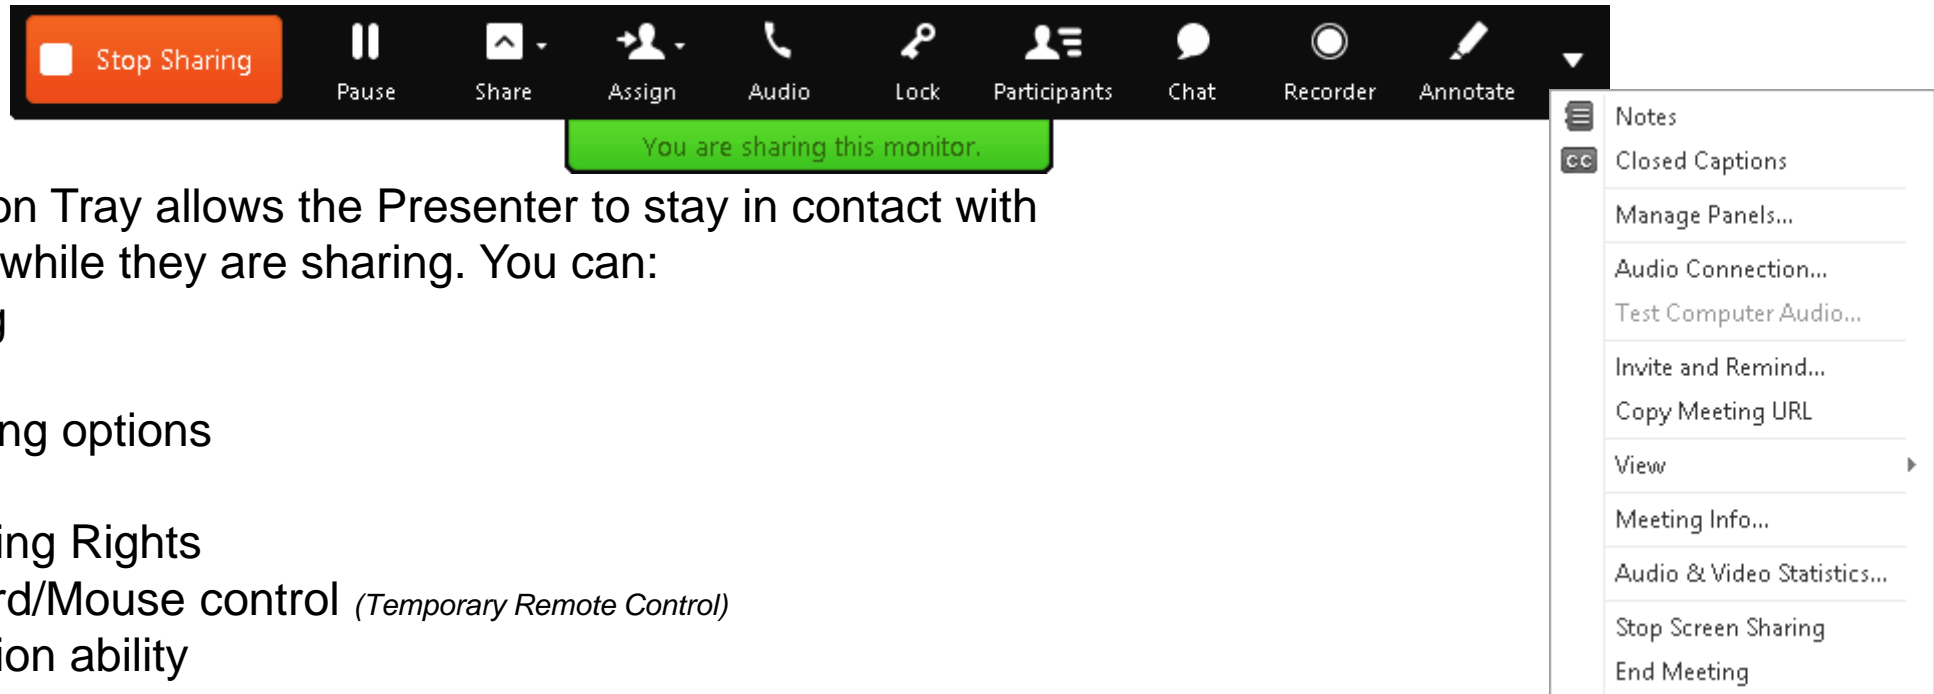 Stop Sharing
Pause
Share
Assign
Audio
Lock
Participants
Chat
Recorder
Annotate
You are sharing this monitor.
Notes
CC Closed Captions
Manage Panels...
Audio Connection...
Test Computer Audio...
Invite and Remind...
Copy Meeting URL
View
Meeting Info...
Audio & Video Statistics...
Stop Screen Sharing
End Meeting
on Tray allows the Presenter to stay in contact with
while they are sharing. You can:
g
ng options
ing Rights
rd/Mouse control (Temporary Remote Control)
ion ability